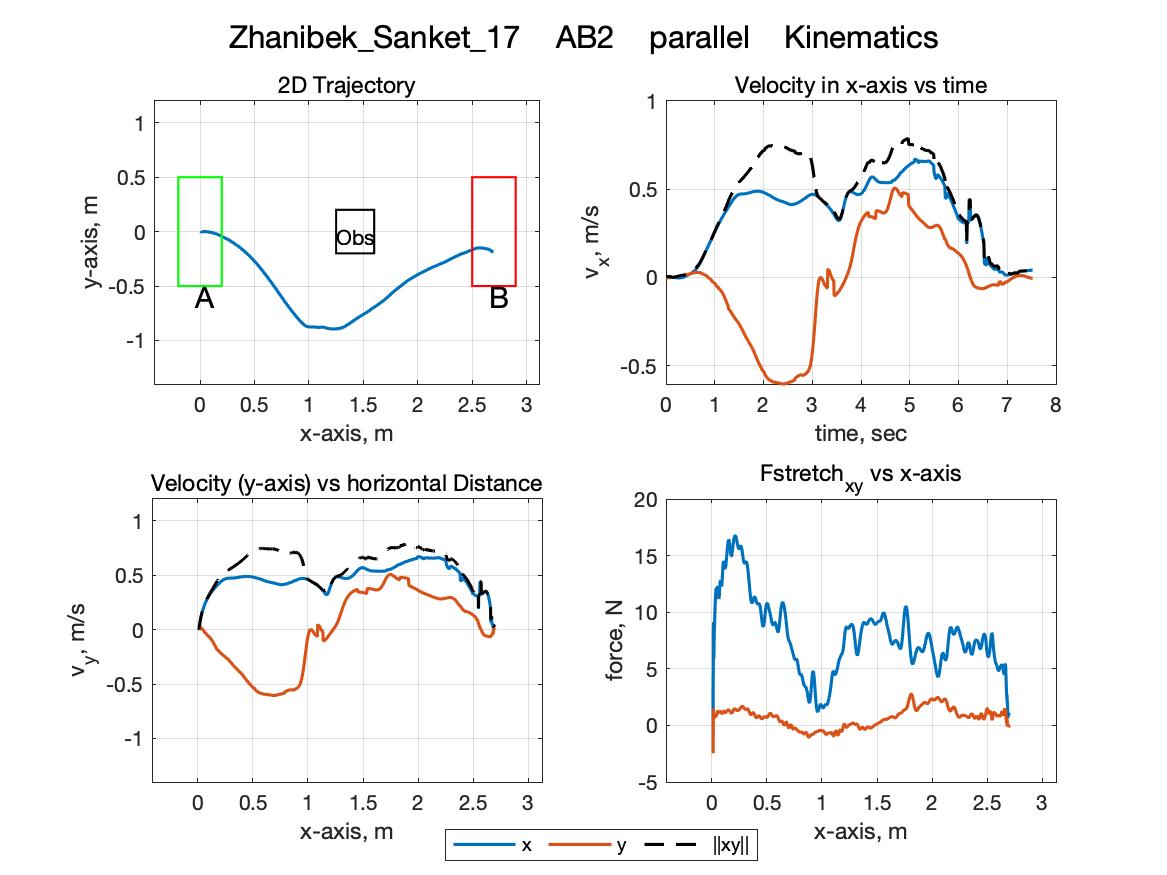 Zhanibek_Sanket_17 AB2 parallel Kinematics
2D Trajectory
1
0.5
0
-0.5
-1
y-axis, m
Obs
A
B
0 0.5 1 1.5 2 2.5 3
x-axis, m
Velocity in x-axis vs time
1
0.5
0
-0.5
vx, m/s
0 1 2 3 4 5 6 7 8
time, sec
Velocity (y-axis) vs horizontal Distance
1
0.5
0
-0.5
-1
vy, m/s
0 0.5 1 1.5 2 2.5 3
x-axis, m
Fstretchxy vs x-axis
20
15
10
5
0
-5
force, N
0 0.5 1 1.5 2 2.5 3
x-axis, m
x y ||xy||